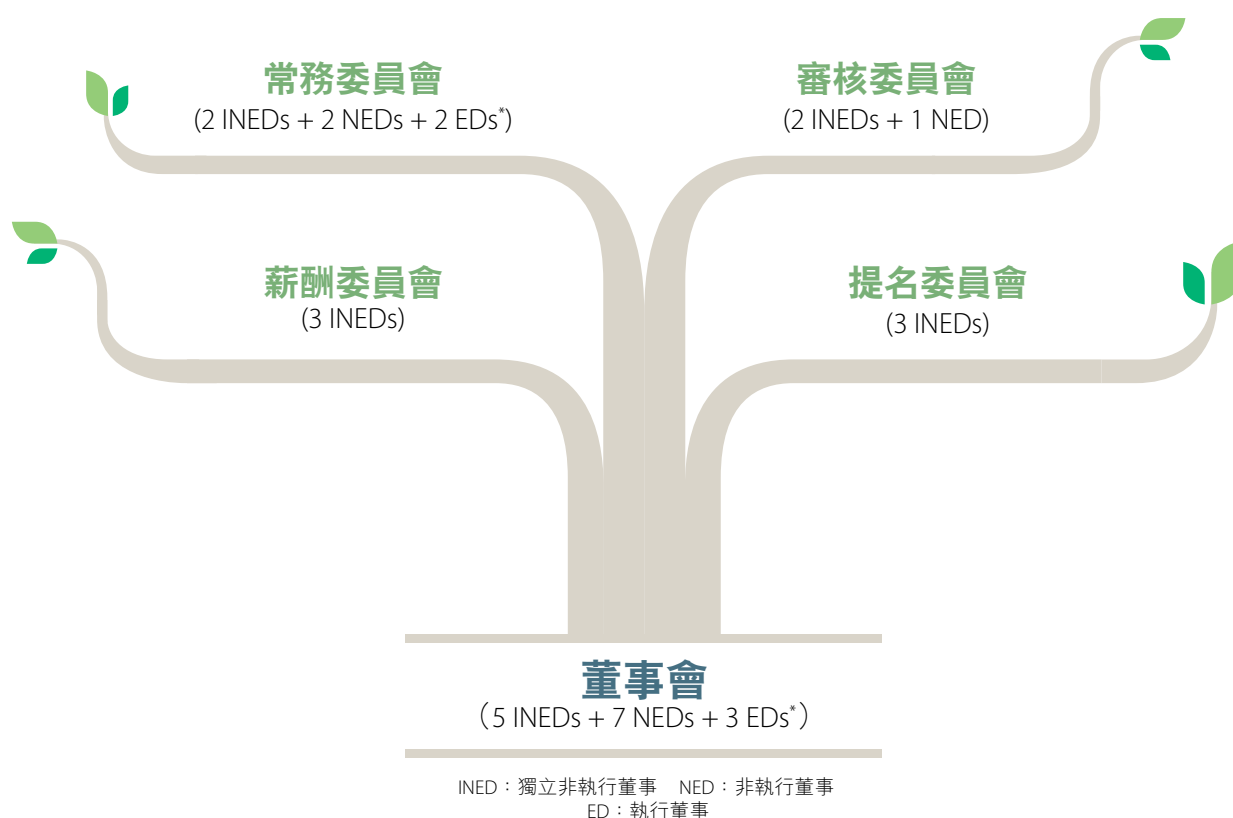 常務委員會
(2 INEDs + 2 NEDs + 2 EDs*)
審核委員會
(2 INEDs + 1 NED)
薪酬委員會
(3 INEDs)
提名委員會
(3 INEDs)
董事會
（5 INEDs + 7 NEDs + 3 EDs*）
INED：獨立非執行董事　NED：非執行董事
ED：執行董事